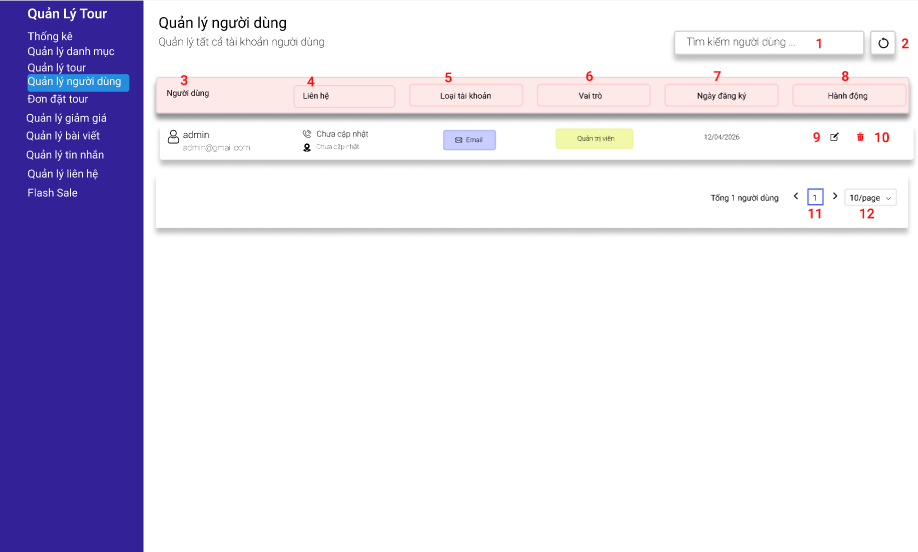 Quản Lý Tour
Thống kê
Quản lý danh mục
Quản lý tour
Quản lý người dùng
Đơn đặt tour
Quản lý giảm giá
Quản lý bài viết
Quản lý tin nhắn
Quản lý liên hệ
Flash Sale
Quản lý người dùng
Quản lý tất cả tài khoản người dùng
Tìm kiếm người dùng ... 1
2
3 4 5 6 7 8
Người dùng Liên hệ Loại tài khoản Vai trò Ngày đăng ký Hành động
admin Chưa cập nhật Email Quản trị viên 12/04/2026 9 10
admin@gmai.com Chưa cập nhật
Tổng 1 người dùng 1 10/page
11 12